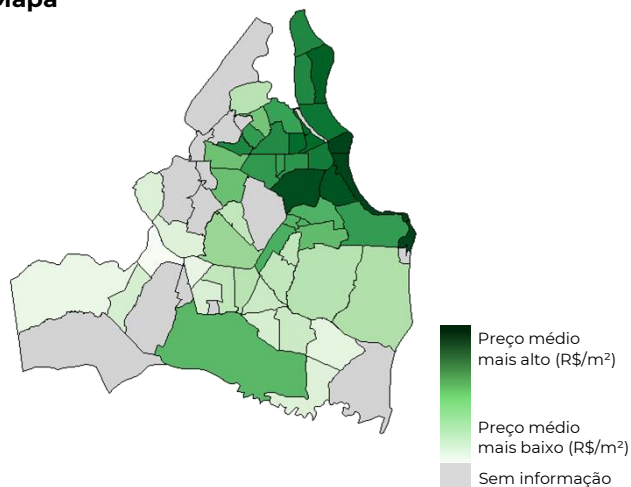 Mapa
Preço médio
mais alto (R$/m²)
Preço médio
mais baixo (R$/m²)
Sem informação